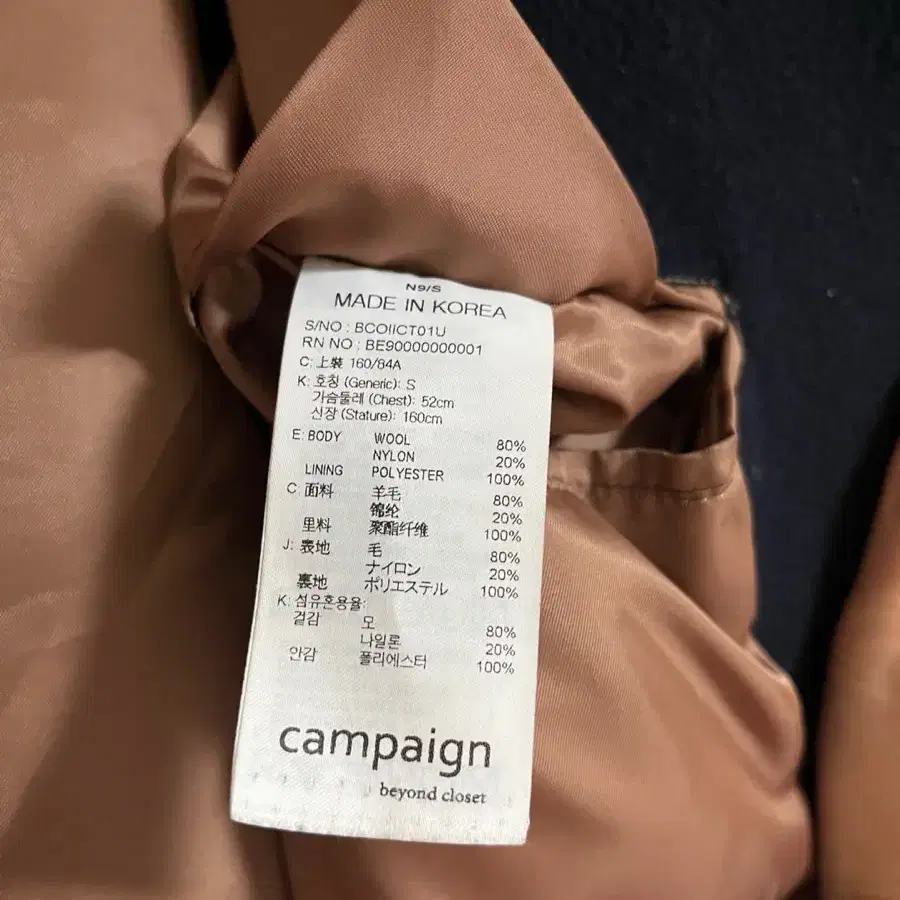 N9/S
MADE IN KOREA
S/NO : BCOIICT01U
RN NO : BE90000000001
C: 上裝 160/84A
K: 호칭 (Generic): S
가슴둘레 (Chest): 52cm
신장 (Stature): 160cm
E: BODY WOOL 80%
NYLON 20%
LINING POLYESTER 100%
C: 面料 羊毛 80%
锦纶 20%
里料 聚酯纤维 100%
J: 表地 毛 80%
ナイロン 20%
裏地 ポリエステル 100%
K: 섬유혼용율:
겉감 모 80%
나일론 20%
안감 폴리에스터 100%
campaign
beyond closet